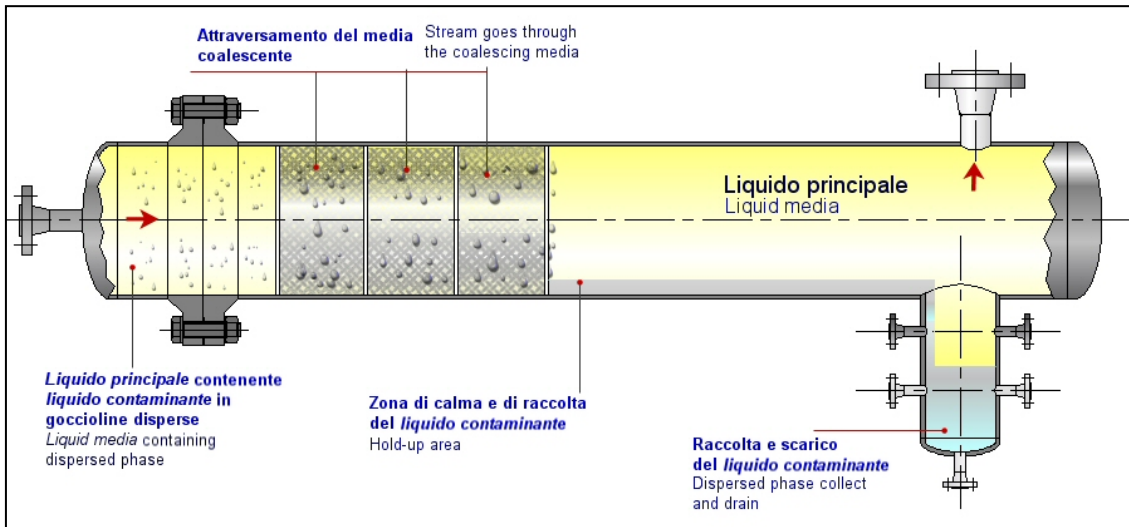 Attraversamento del media
coalescente
Stream goes through
the coalescing media
Liquido principale
Liquid media
Liquido principale contenente
liquido contaminante in
goccioline disperse
Liquid media containing
dispersed phase
Zona di calma e di raccolta
del liquido contaminante
Hold-up area
Raccolta e scarico
del liquido contaminante
Dispersed phase collect
and drain